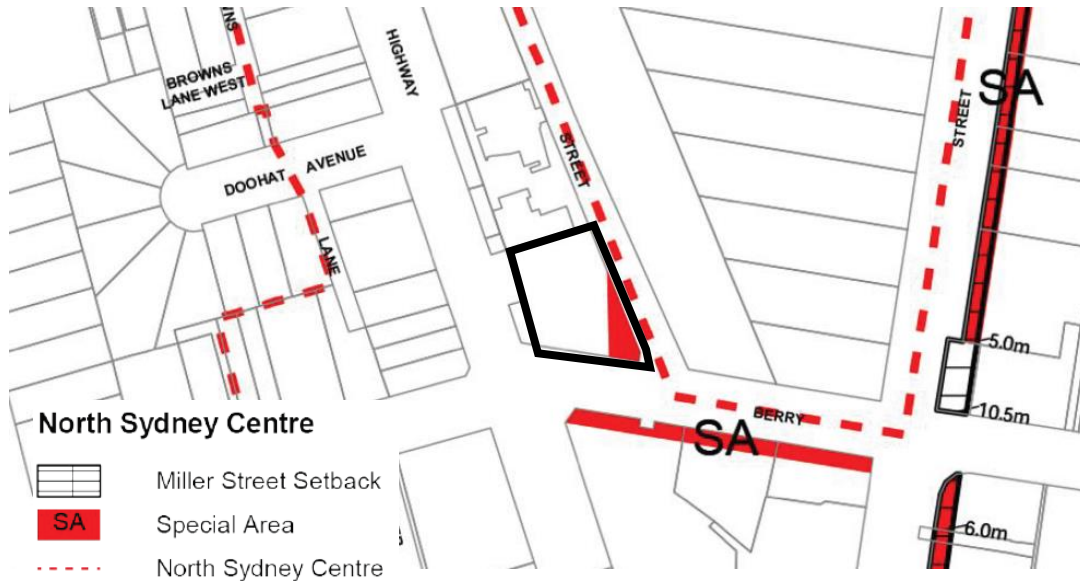 WNS
BROWNS
LANE WEST
HIGHWAY
DOOHAT
AVENUE
LANE
STREET
STREET
SA
5.0m
10.5m
BERRY
SA
6.0m
North Sydney Centre
Miller Street Setback
SA
Special Area
North Sydney Centre